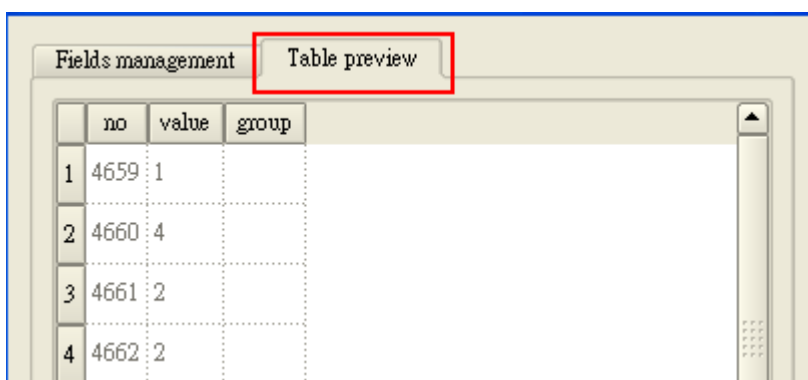 Fields management Table preview
no value group
1 4659 1
2 4660 4
3 4661 2
4 4662 2